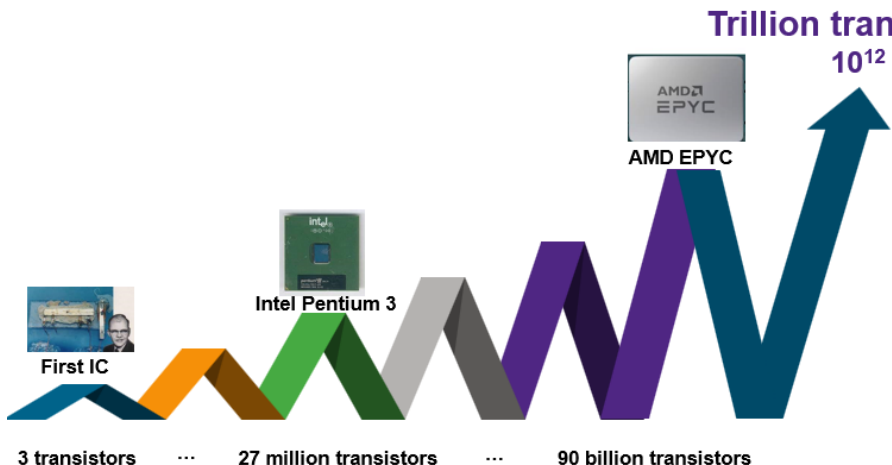 Trillion tran
10¹²
AMD
EPYC
AMD EPYC
intel
Intel Pentium 3
First IC
3 transistors ... 27 million transistors ... 90 billion transistors